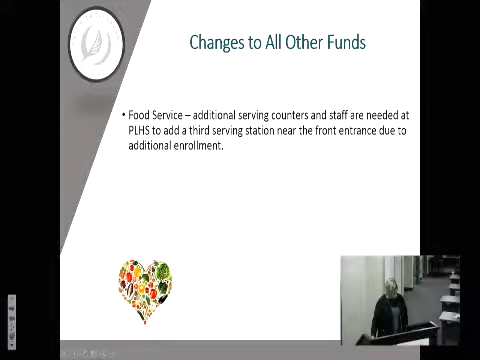 Changes to All Other Funds
• Food Service – additional serving counters and staff are needed at
PLHS to add a third serving station near the front entrance due to
additional enrollment.